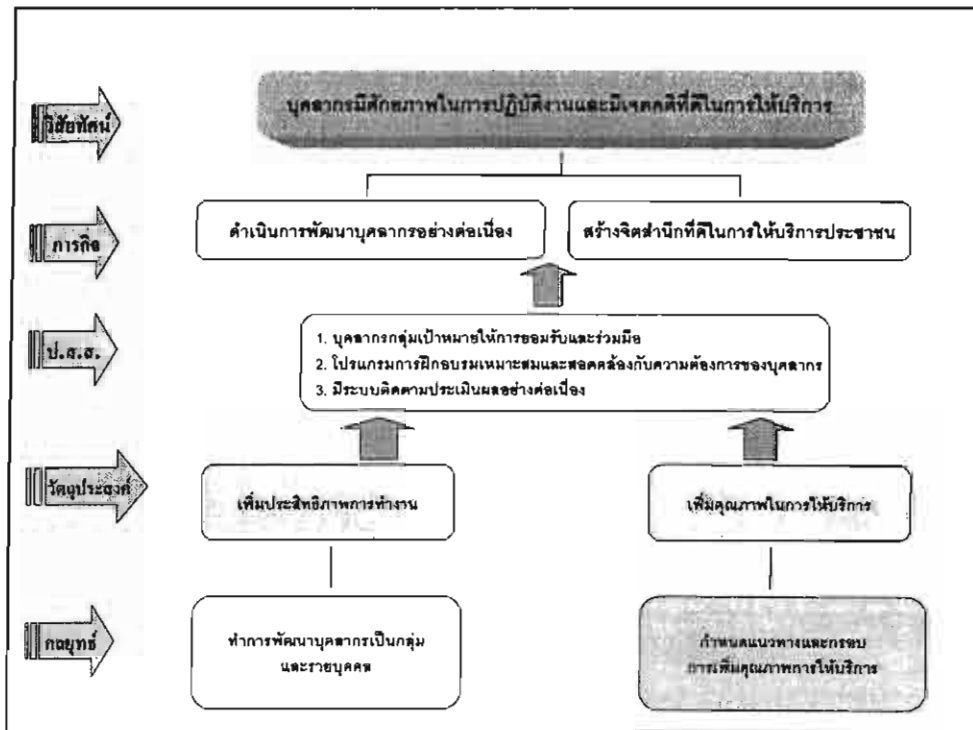 วิสัยทัศน์
บุคลากรมีศักยภาพในการปฏิบัติงานและมีเจตคติที่ดีในการให้บริการ
ภารกิจ
ดำเนินการพัฒนาบุคลากรอย่างต่อเนื่อง
สร้างจิตสำนึกที่ดีในการให้บริการประชาชน
ป.ส.ส.
1. บุคลากรกลุ่มเป้าหมายให้การยอมรับและร่วมมือ
2. โปรแกรมการฝึกอบรมเหมาะสมและสอดคล้องกับความต้องการของบุคลากร
3. มีระบบติดตามประเมินผลอย่างต่อเนื่อง
วัตถุประสงค์
เพิ่มประสิทธิภาพการทำงาน
เพิ่มคุณภาพในการให้บริการ
กลยุทธ์
ทำการพัฒนาบุคลากรเป็นกลุ่ม
และรายบุคคล
กำหนดแนวทางและกรอบ
การเพิ่มคุณภาพการให้บริการ